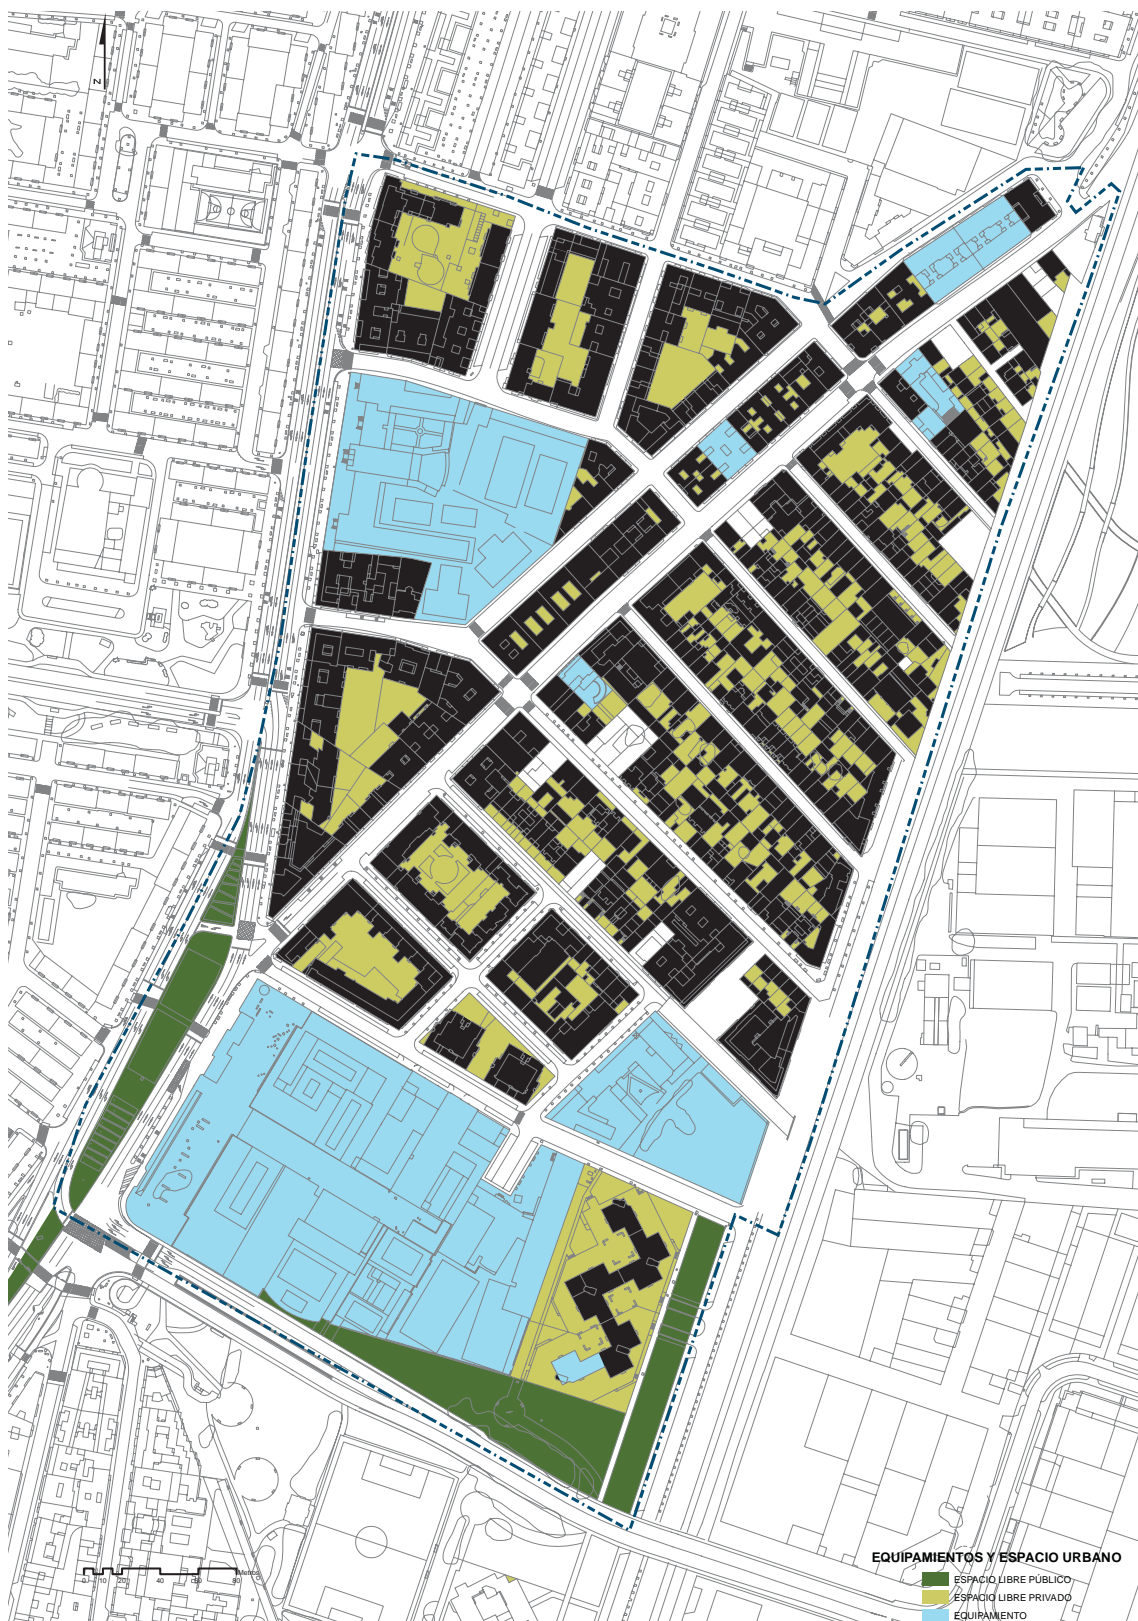 N
Metros
0 10 20 40 60 80
EQUIPAMIENTOS Y ESPACIO URBANO
ESPACIO LIBRE PÚBLICO
ESPACIO LIBRE PRIVADO
EQUIPAMIENTO